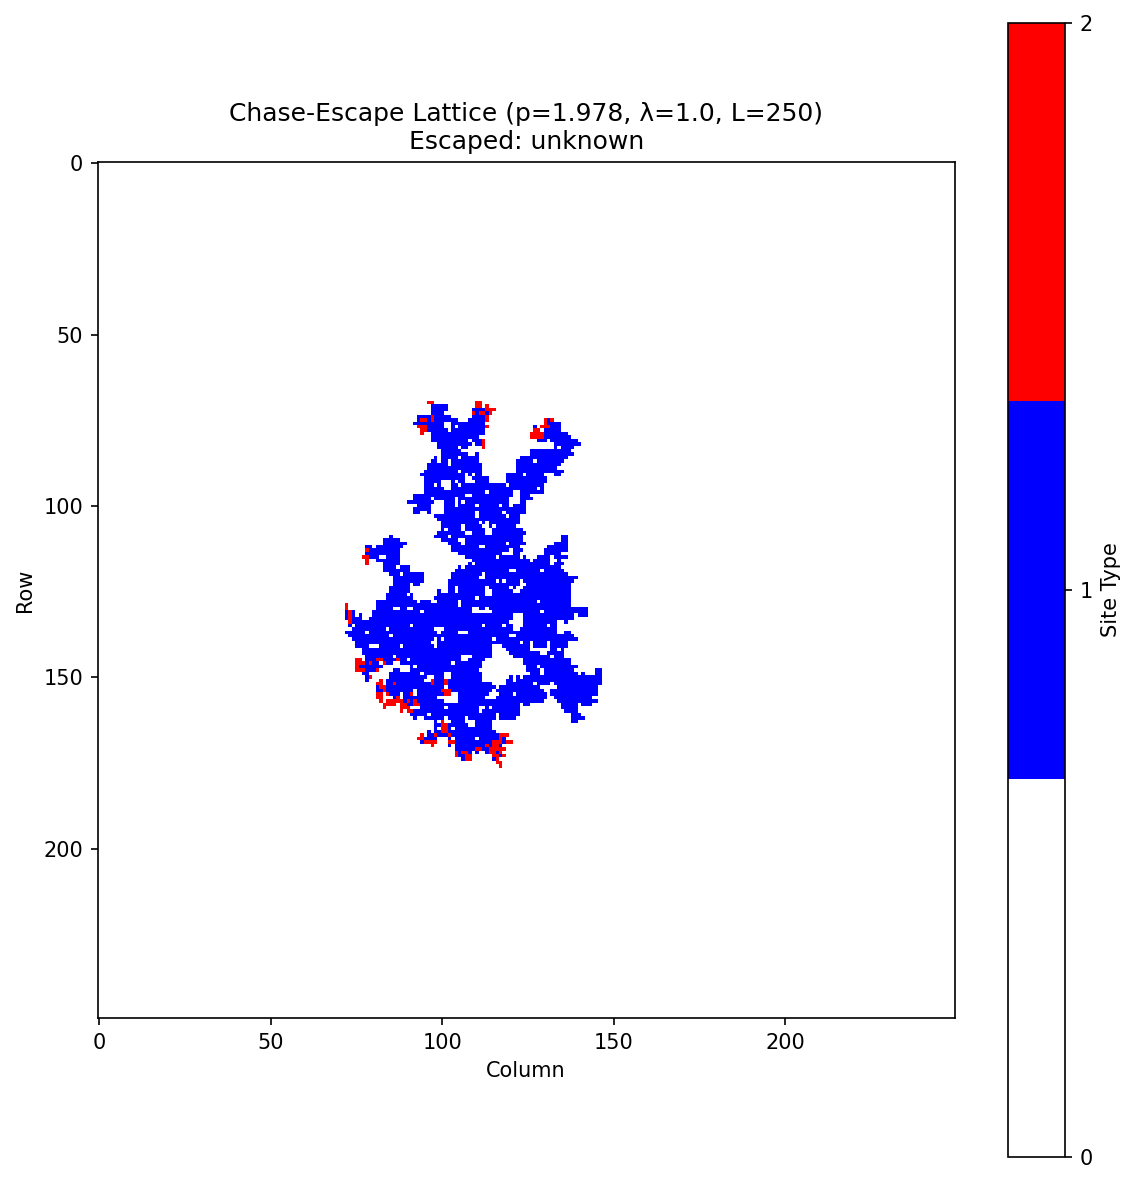 Chase-Escape Lattice (p=1.978, λ=1.0, L=250)
Escaped: unknown
0
50
100
150
200
Row
0
50
100
150
200
Column
2
1
0
Site Type